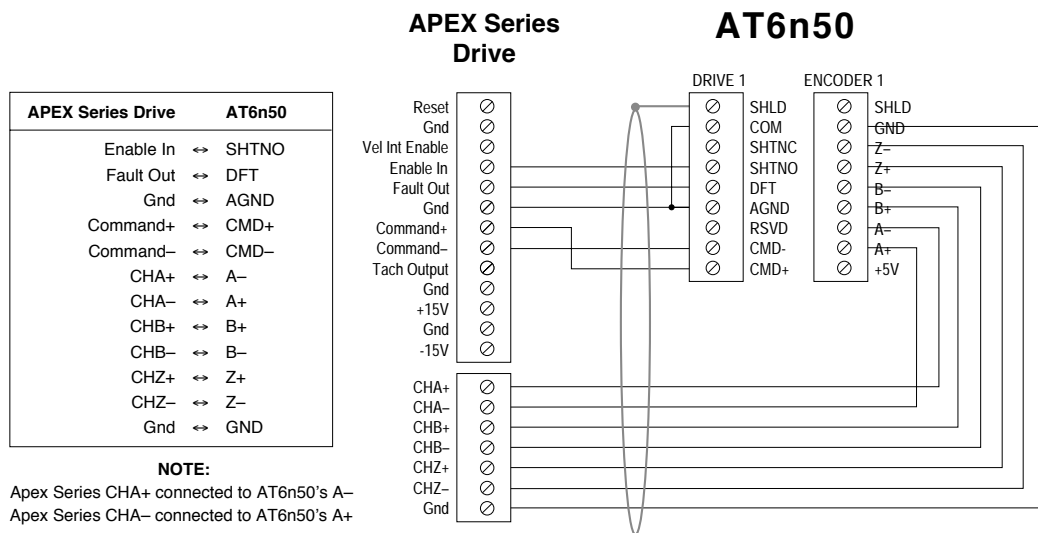 APEX Series
Drive
AT6n50
APEX Series Drive AT6n50
Enable In ⇔ SHTNO
Fault Out ⇔ DFT
Gnd ⇔ AGND
Command+ ⇔ CMD+
Command– ⇔ CMD–
CHA+ ⇔ A–
CHA– ⇔ A+
CHB+ ⇔ B+
CHB– ⇔ B–
CHZ+ ⇔ Z+
CHZ– ⇔ Z–
Gnd ⇔ GND
NOTE:
Apex Series CHA+ connected to AT6n50's A–
Apex Series CHA– connected to AT6n50's A+
Reset
Gnd
Vel Int Enable
Enable In
Fault Out
Gnd
Command+
Command–
Tach Output
Gnd
+15V
Gnd
-15V
CHA+
CHA–
CHB+
CHB–
CHZ+
CHZ–
Gnd
DRIVE 1
SHLD
COM
SHTNC
SHTNO
DFT
AGND
RSVD
CMD-
CMD+
ENCODER 1
SHLD
GND
Z–
Z+
B–
B+
A–
A+
+5V